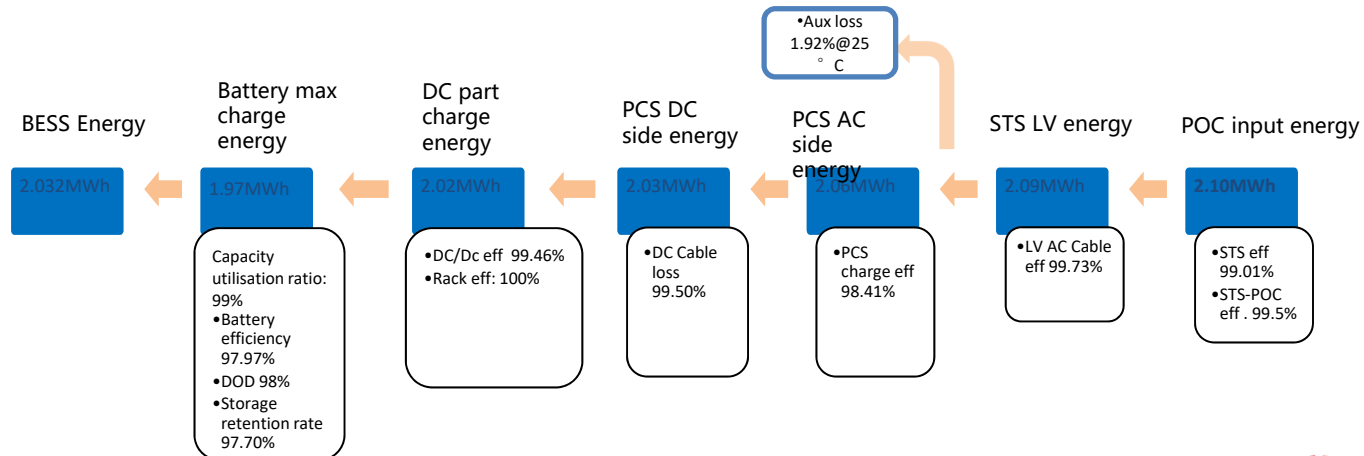 •Aux loss
1.92%@25
° C
BESS Energy
Battery max
charge
energy
DC part
charge
energy
PCS DC
side energy
PCS AC
side
energy
STS LV energy
POC input energy
2.032MWh
1.97MWh
2.02MWh
2.03MWh
2.06MWh
2.09MWh
2.10MWh
Capacity
utilisation ratio:
99%
•Battery
efficiency
97.97%
•DOD 98%
•Storage
retention rate
97.70%
•DC/Dc eff 99.46%
•Rack eff: 100%
•DC Cable
loss
99.50%
•PCS
charge eff
98.41%
•LV AC Cable
eff 99.73%
•STS eff
99.01%
•STS-POC
eff . 99.5%